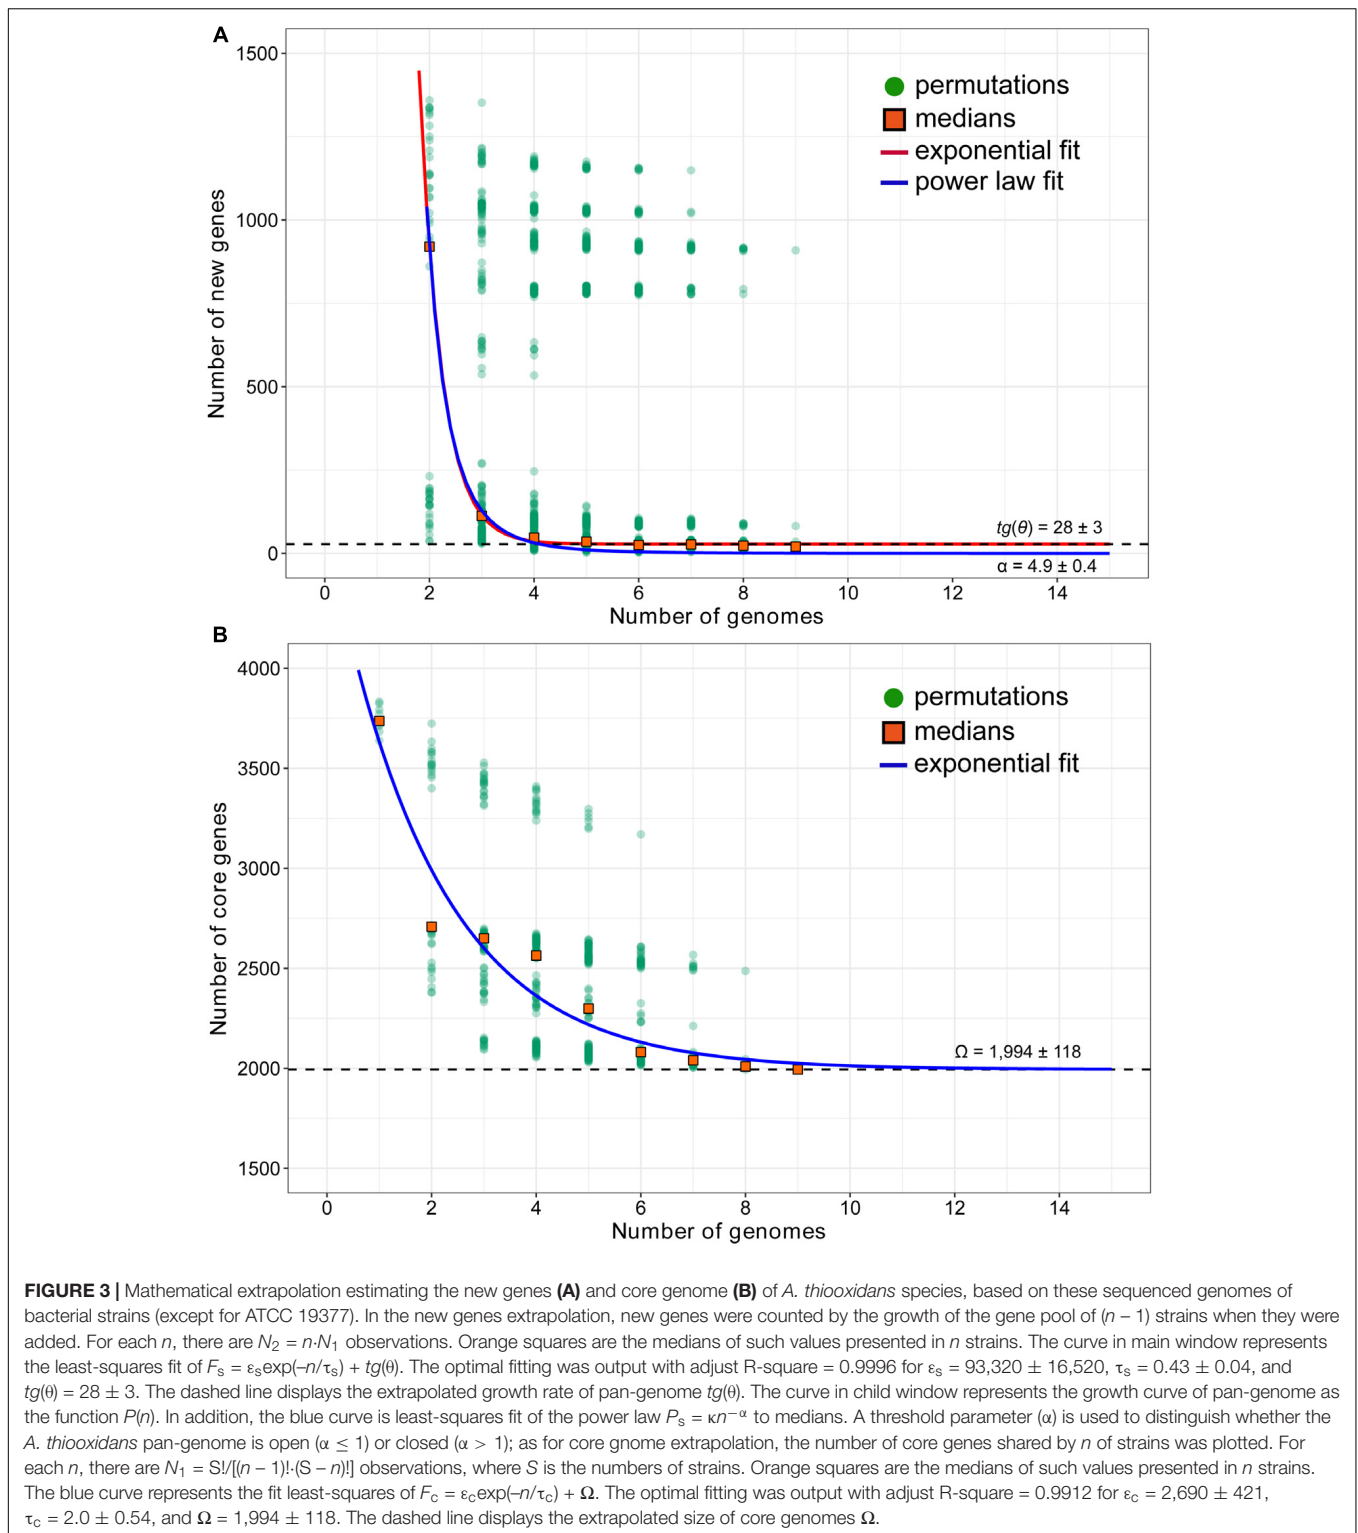 A
1500
1000
500
0
Number of new genes
permutations
medians
exponential fit
power law fit
tg(θ) = 28 ± 3
α = 4.9 ± 0.4
0 2 4 6 8 10 12 14
Number of genomes
B
4000
3500
3000
2500
2000
1500
Number of core genes
permutations
medians
exponential fit
Ω = 1,994 ± 118
0 2 4 6 8 10 12 14
Number of genomes
FIGURE 3 | Mathematical extrapolation estimating the new genes (A) and core genome (B) of A. thiooxidans species, based on these sequenced genomes of
bacterial strains (except for ATCC 19377). In the new genes extrapolation, new genes were counted by the growth of the gene pool of (n – 1) strains when they were
added. For each n, there are N₂ = n·N₁ observations. Orange squares are the medians of such values presented in n strains. The curve in main window represents
the least-squares fit of Fₛ = εₛexp(–n/τₛ) + tg(θ). The optimal fitting was output with adjust R-square = 0.9996 for εₛ = 93,320 ± 16,520, τₛ = 0.43 ± 0.04, and
tg(θ) = 28 ± 3. The dashed line displays the extrapolated growth rate of pan-genome tg(θ). The curve in child window represents the growth curve of pan-genome as
the function P(n). In addition, the blue curve is least-squares fit of the power law Pₛ = κn⁻ᵅ to medians. A threshold parameter (α) is used to distinguish whether the
A. thiooxidans pan-genome is open (α ≤ 1) or closed (α > 1); as for core gnome extrapolation, the number of core genes shared by n of strains was plotted. For
each n, there are N₁ = S!/[(n – 1)!·(S – n)!] observations, where S is the numbers of strains. Orange squares are the medians of such values presented in n strains.
The blue curve represents the fit least-squares of F_c = ε_cexp(–n/τ_c) + Ω. The optimal fitting was output with adjust R-square = 0.9912 for ε_c = 2,690 ± 421,
τ_c = 2.0 ± 0.54, and Ω = 1,994 ± 118. The dashed line displays the extrapolated size of core genomes Ω.